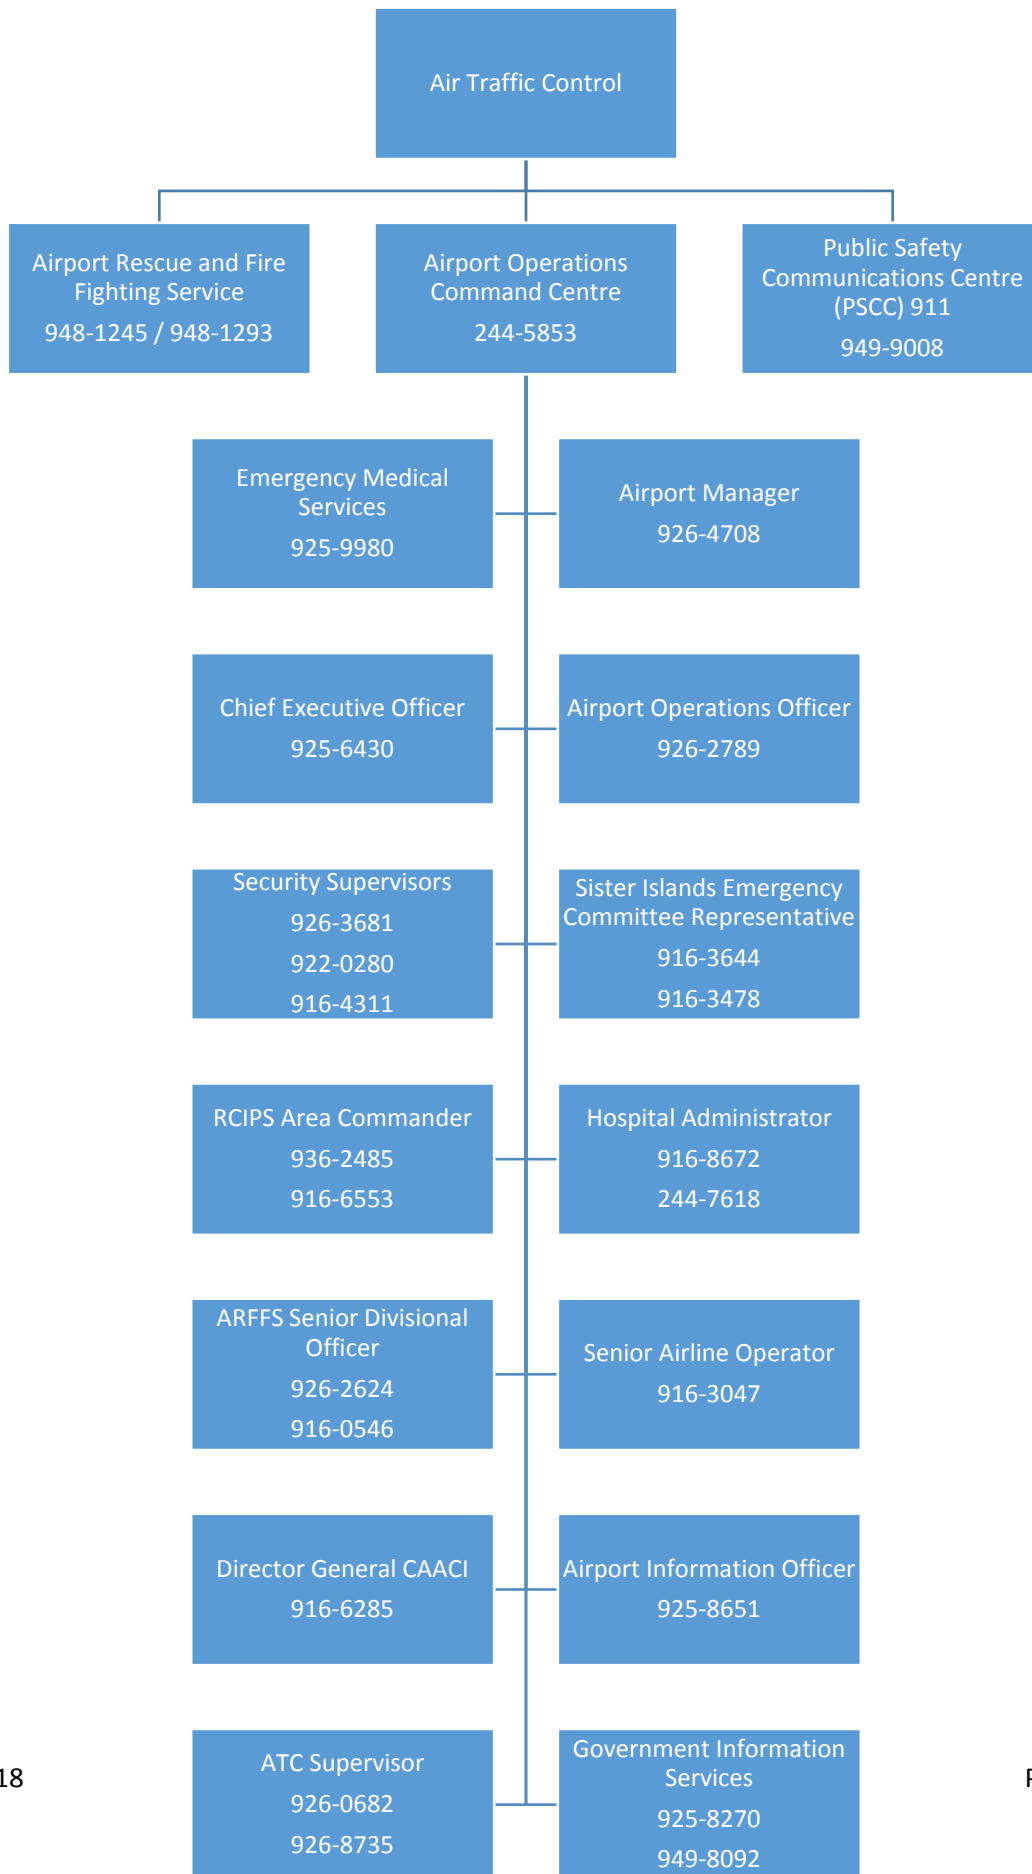 Air Traffic Control
Airport Rescue and Fire
Fighting Service
948-1245 / 948-1293
Airport Operations
Command Centre
244-5853
Public Safety
Communications Centre
(PSCC) 911
949-9008
Emergency Medical
Services
925-9980
Airport Manager
926-4708
Chief Executive Officer
925-6430
Airport Operations Officer
926-2789
Security Supervisors
926-3681
922-0280
916-4311
Sister Islands Emergency
Committee Representative
916-3644
916-3478
RCIPS Area Commander
936-2485
916-6553
Hospital Administrator
916-8672
244-7618
ARFFS Senior Divisional
Officer
926-2624
916-0546
Senior Airline Operator
916-3047
Director General CAACI
916-6285
Airport Information Officer
925-8651
ATC Supervisor
926-0682
926-8735
Government Information
Services
925-8270
949-8092
18